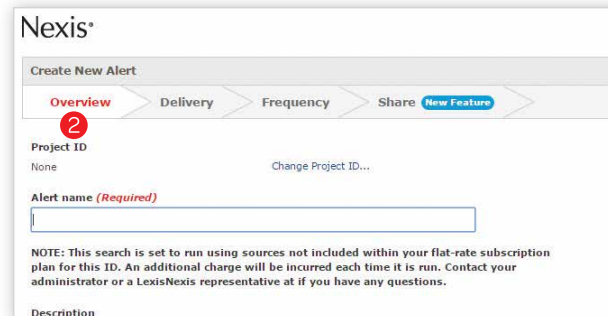 Nexis®
Create New Alert
Overview Delivery Frequency Share New Feature
2
Project ID
None Change Project ID...
Alert name (Required)
NOTE: This search is set to run using sources not included within your flat-rate subscription
plan for this ID. An additional charge will be incurred each time it is run. Contact your
administrator or a LexisNexis representative at if you have any questions.
Description